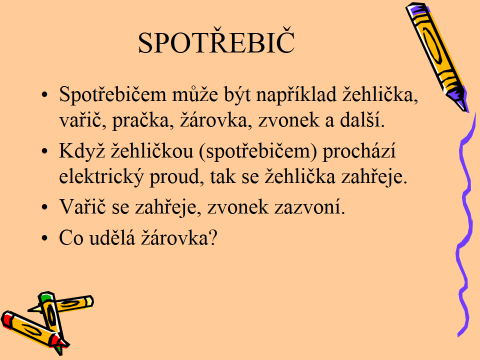 SPOTŘEBIČ
• Spotřebičem může být například žehlička,
vařič, pračka, žárovka, zvonek a další.
• Když žehličkou (spotřebičem) prochází
elektrický proud, tak se žehlička zahřeje.
• Vařič se zahřeje, zvonek zazvoní.
• Co udělá žárovka?